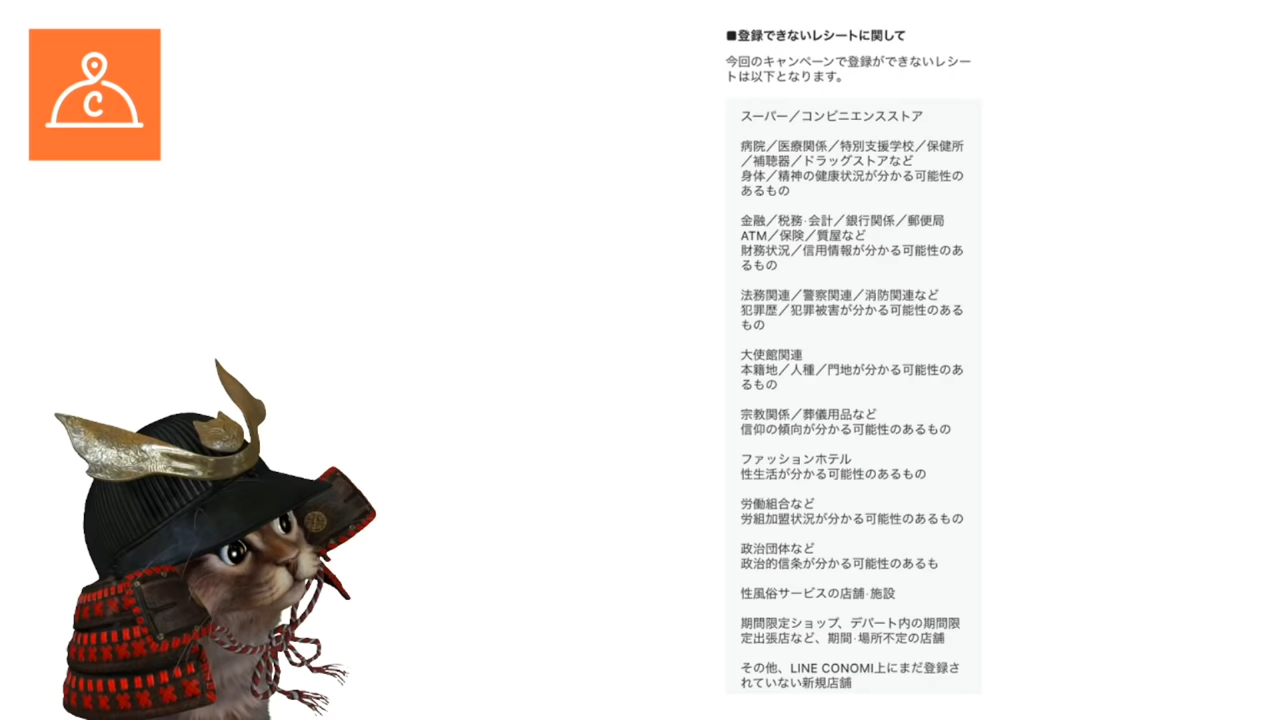 C
■登録できないレシートに関して
今回のキャンペーンで登録ができないレシー
トは以下となります。
スーパー／コンビニエンスストア
病院／医療関係／特別支援学校／保健所
／補聴器／ドラッグストアなど
身体／精神の健康状況が分かる可能性の
あるもの
金融／税務·会計／銀行関係／郵便局
ATM／保険／質屋など
財務状況／信用情報が分かる可能性のあ
るもの
法務関連／警察関連／消防関連など
犯罪歴／犯罪被害が分かる可能性のある
もの
大使館関連
本籍地／人種／門地が分かる可能性のあ
るもの
宗教関係／葬儀用品など
信仰の傾向が分かる可能性のあるもの
ファッションホテル
性生活が分かる可能性のあるもの
労働組合など
労組加盟状況が分かる可能性のあるもの
政治団体など
政治的信条が分かる可能性のあるも
性風俗サービスの店舗·施設
期間限定ショップ、デパート内の期間限
定出張店など、期間·場所不定の店舗
その他、LINE CONOMI上にまだ登録さ
れていない新規店舗